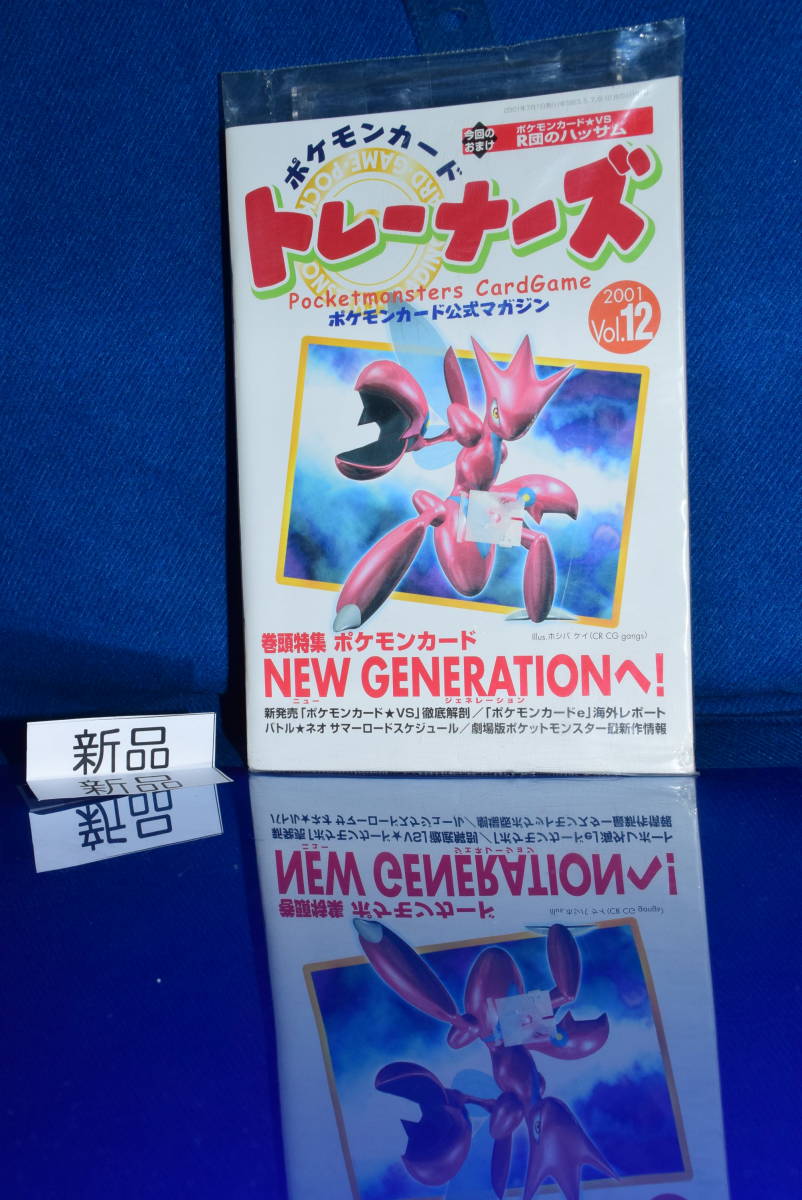 今回の
おまけ
ポケモンカード★VS
R団のハッサム
ポケモンカード
トレーナーズ
Pocketmonsters CardGame
ポケモンカード公式マガジン
2001
Vol.12
Illus.ホシバ ケイ(CR CG gangs)
巻頭特集 ポケモンカード
NEW GENERATIONへ!
ニュー ジェネレーション
新発売「ポケモンカード★VS」徹底解剖/「ポケモンカードe」海外レポート
バトル★ネオ サマーロードスケジュール/劇場版ポケットモンスター最新作情報
新品